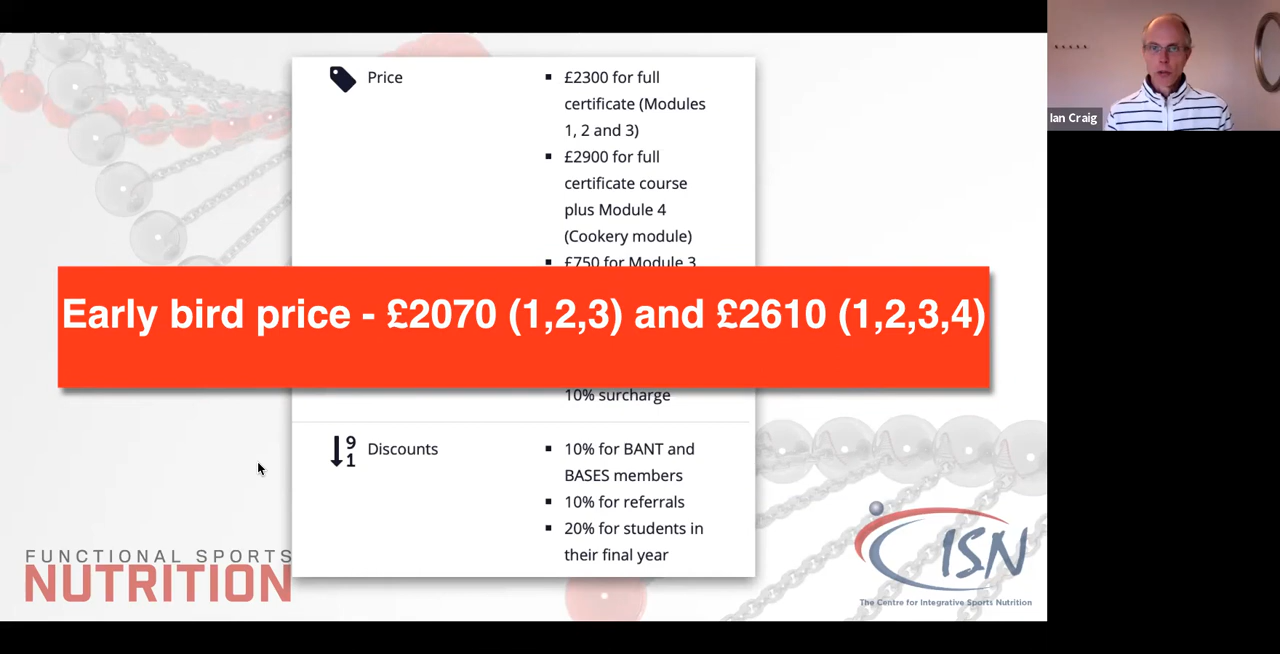 Price
£2300 for full
certificate (Modules
1, 2 and 3)
£2900 for full
certificate course
plus Module 4
(Cookery module)
£750 for Module 3
Early bird price - £2070 (1,2,3) and £2610 (1,2,3,4)
10% surcharge
Discounts
9
1
10% for BANT and
BASES members
10% for referrals
20% for students in
their final year
FUNCTIONAL SPORTS
NUTRITION
CISN
The Centre for Integrative Sports Nutrition
Ian Craig